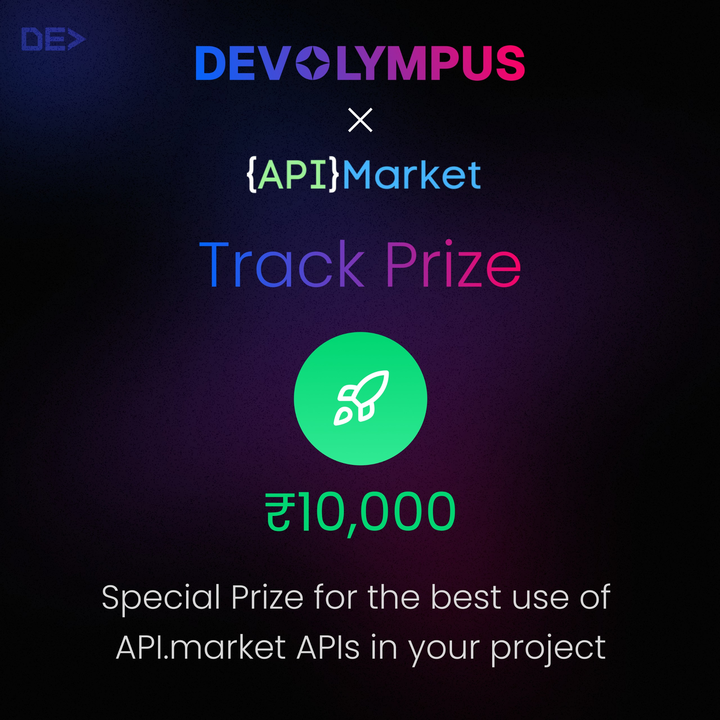 DE>
DEVOLYMPUS
×
{API}Market
Track Prize
₹10,000
Special Prize for the best use of
API.market APIs in your project